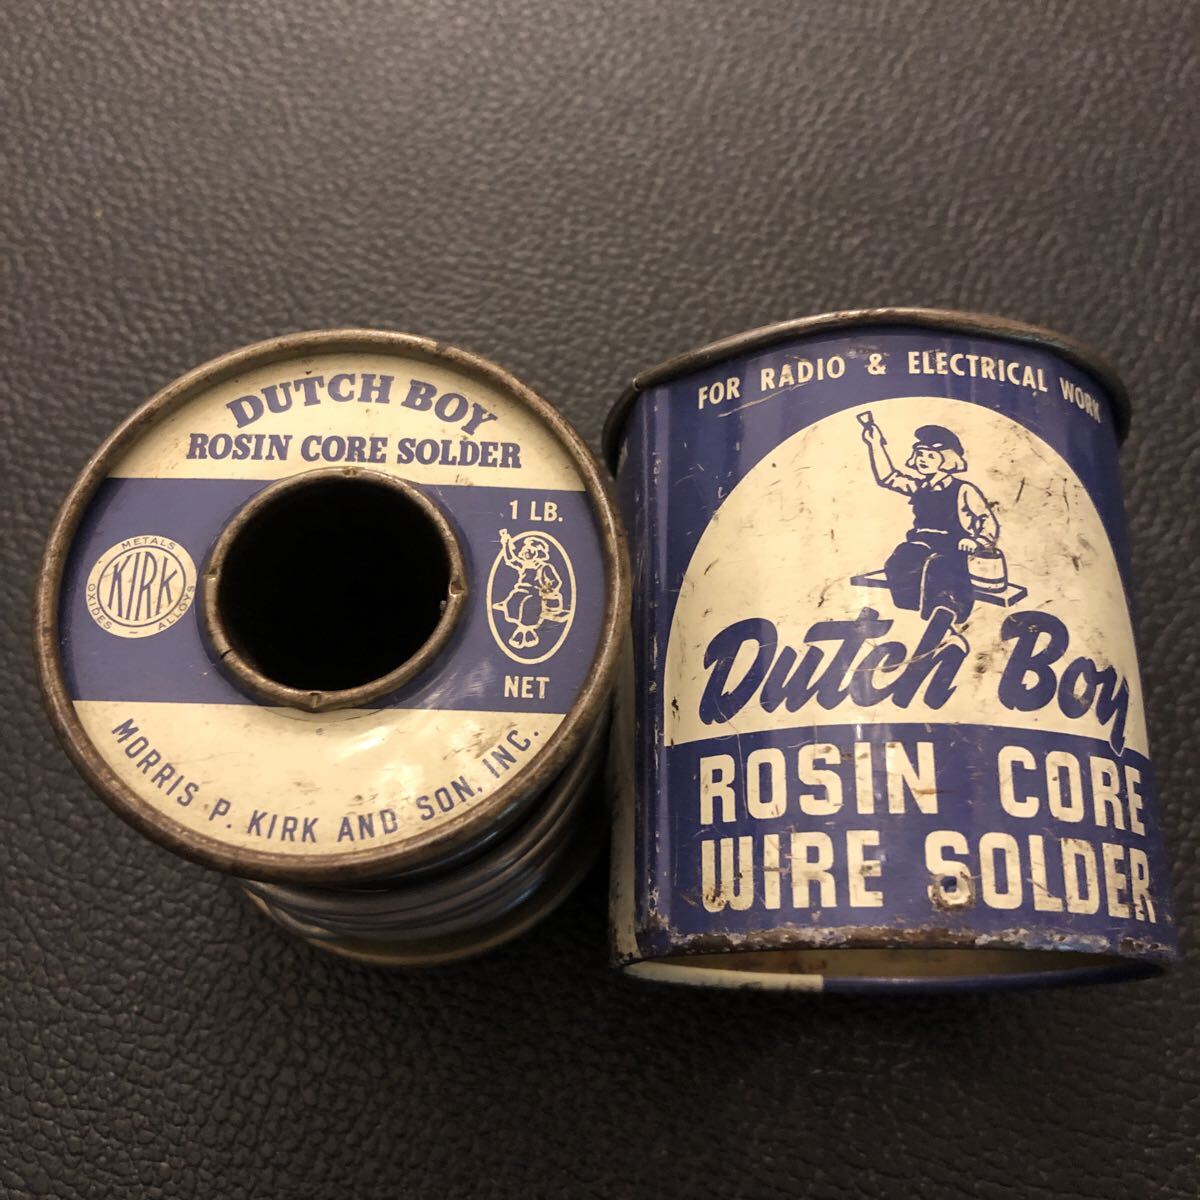 DUTCH BOY
ROSIN CORE SOLDER
1 LB.
METALS
KIRK
OXIDES - ALLOYS
NET
MORRIS P. KIRK AND SON, INC.
FOR RADIO & ELECTRICAL WORK
Dutch Boy
ROSIN CORE
WIRE SOLDER